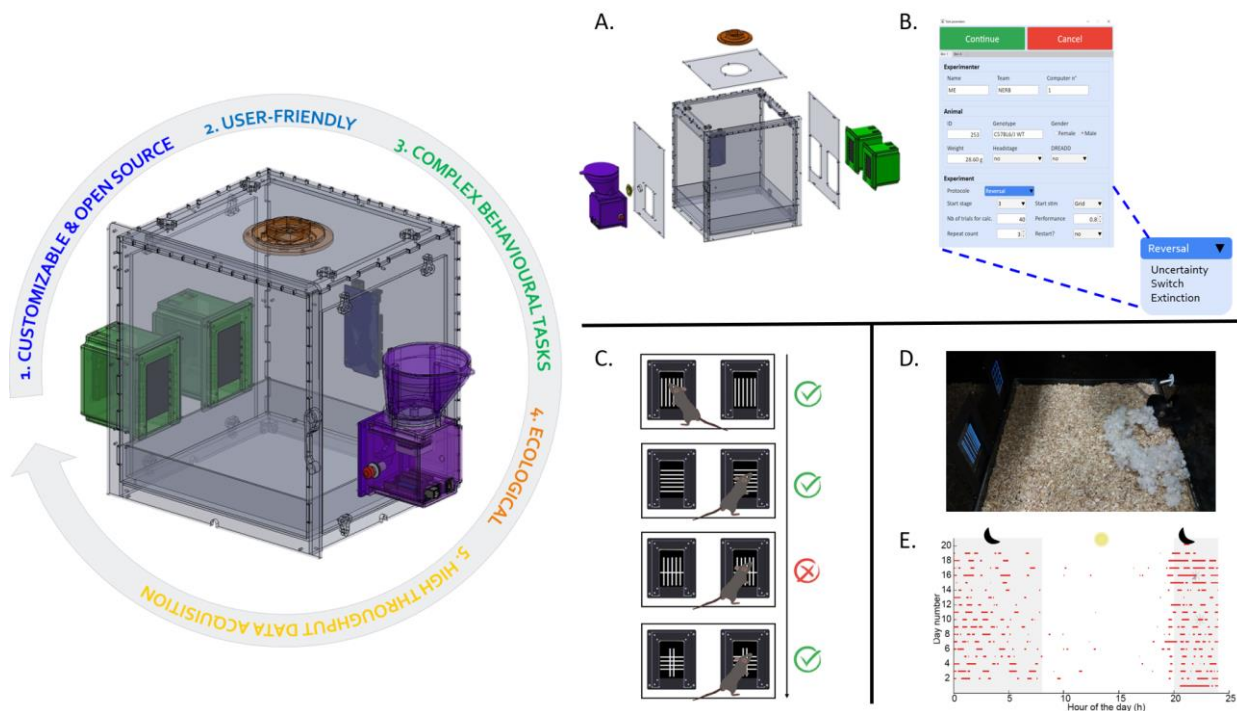 1. CUSTOMIZABLE & OPEN SOURCE
2. USER-FRIENDLY
3. COMPLEX BEHAVIOURAL TASKS
4. ECOLOGICAL
5. HIGH THROUGHPUT DATA ACQUISITION
A.
B.
Continue Cancel
Experimenter
Name Team Computer n°
ME NERB 1
Animal
ID Genotype Gender
253 Female Male
Weight Headstage DREADD
28.60 g no no
Experiment
Protocole Reversal
Start stage 3 Start stim Grid
Nb of trials for calc. 40 Performance 0.8
Repeat count 3 Restart? no
Reversal
Uncertainty
Switch
Extinction
C.
D.
E.
20
18
16
14
12
10
8
6
4
2
Day number
0 5 10 15 20 25
Hour of the day (h)